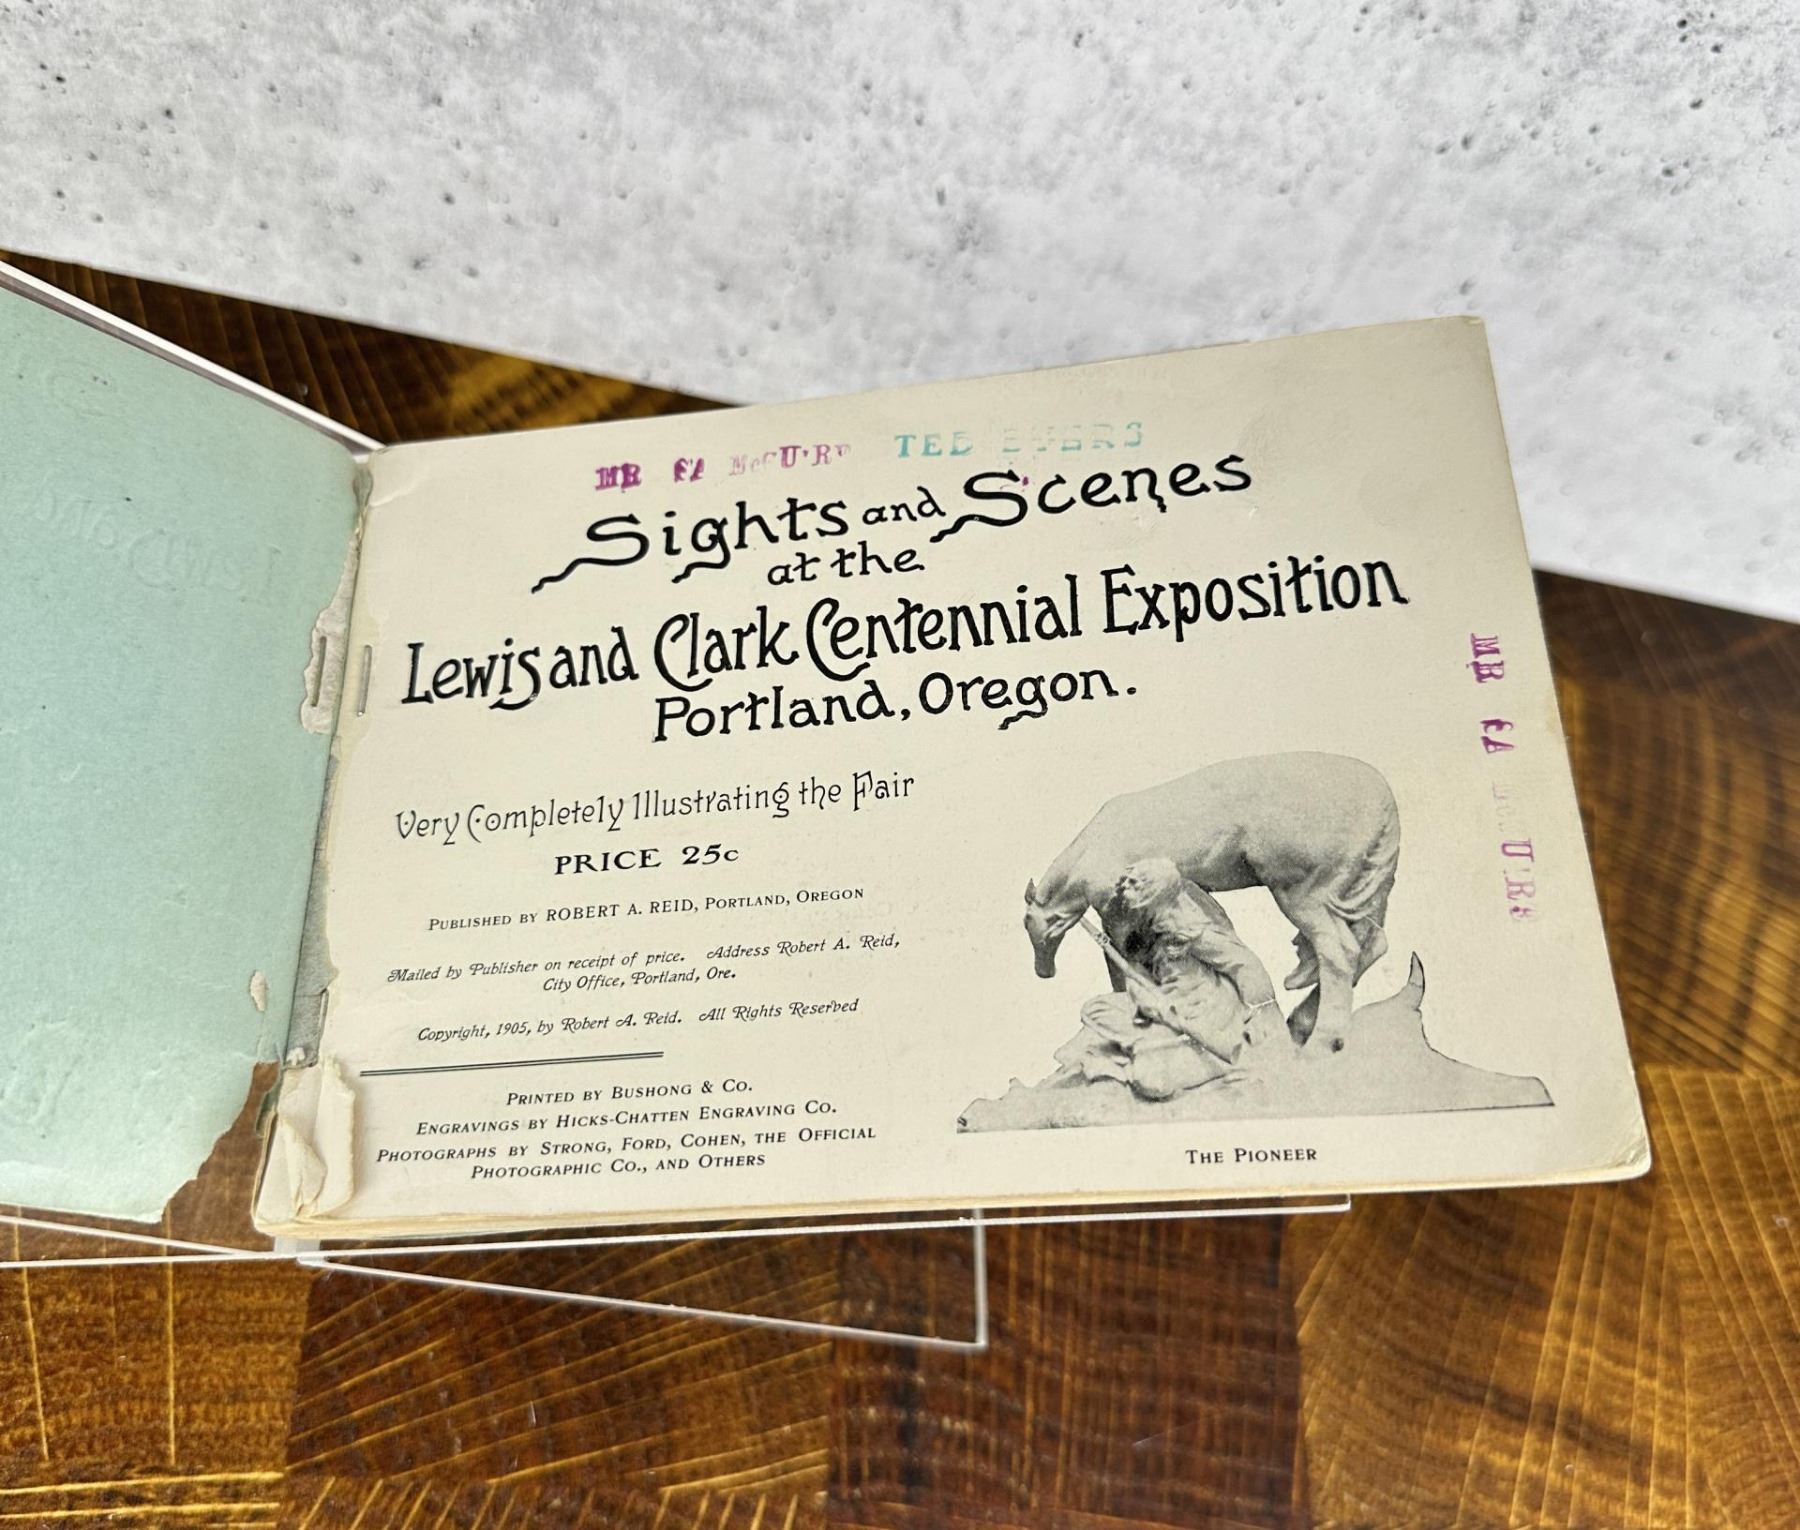 MR
TED
Sights and Scenes
at the
Lewis and Clark Centennial Exposition
Portland, Oregon.
Very Completely Illustrating the Fair
PRICE 25c
PUBLISHED BY ROBERT A. REID, PORTLAND, OREGON
Mailed by Publisher on receipt of price. Address Robert A. Reid,
City Office, Portland, Ore.
Copyright, 1905, by Robert A. Reid. All Rights Reserved
PRINTED BY BUSHONG & CO.
ENGRAVINGS BY HICKS-CHATTEN ENGRAVING CO.
PHOTOGRAPHS BY STRONG, FORD, COHEN, THE OFFICIAL
PHOTOGRAPHIC CO., AND OTHERS
THE PIONEER
MR